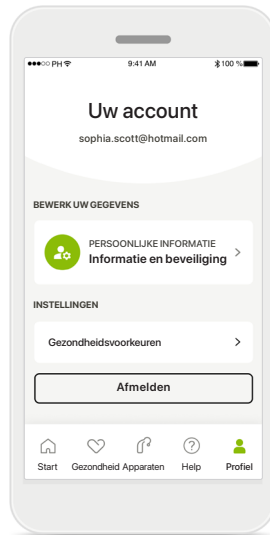 ●●●○○ PH 9:41 AM 100 %
Uw account
sophia.scott@hotmail.com
BEWERK UW GEGEVENS
PERSOONLIJKE INFORMATIE
Informatie en beveiliging
INSTELLINGEN
Gezondheidsvoorkeuren
Afmelden
Start Gezondheid Apparaten Help Profiel